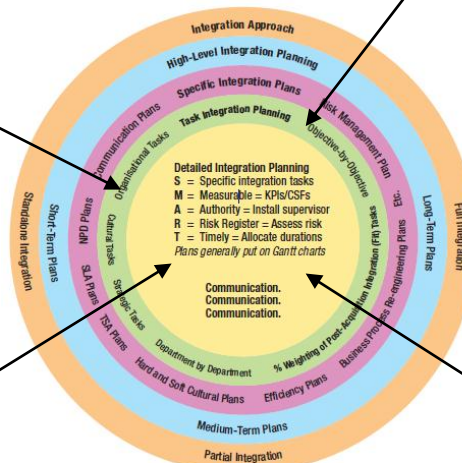 Integration Approach
High-Level Integration Planning
Specific Integration Plans
Task Integration Planning
Communication Plans
Risk Management Plan
Organisational Tasks
Objective-by-Objective
Detailed Integration Planning
S = Specific integration tasks
M = Measurable = KPIs/CSFs
A = Authority = Install supervisor
R = Risk Register = Assess risk
T = Timely = Allocate durations
Plans generally put on Gantt charts
Communication.
Communication.
Communication.
Standalone Integration
Short-Term Plans
NPD Plans
Cultural Tasks
Etc.
Long-Term Plans
Full Integration
SLA Plans
Strategic Tasks
TSA Plans
Department by Department
% Weighting of Post-Acquisition Integration (Fit) Tasks
Business Process Re-engineering Plans
Hard and Soft Cultural Plans
Efficiency Plans
Medium-Term Plans
Partial Integration